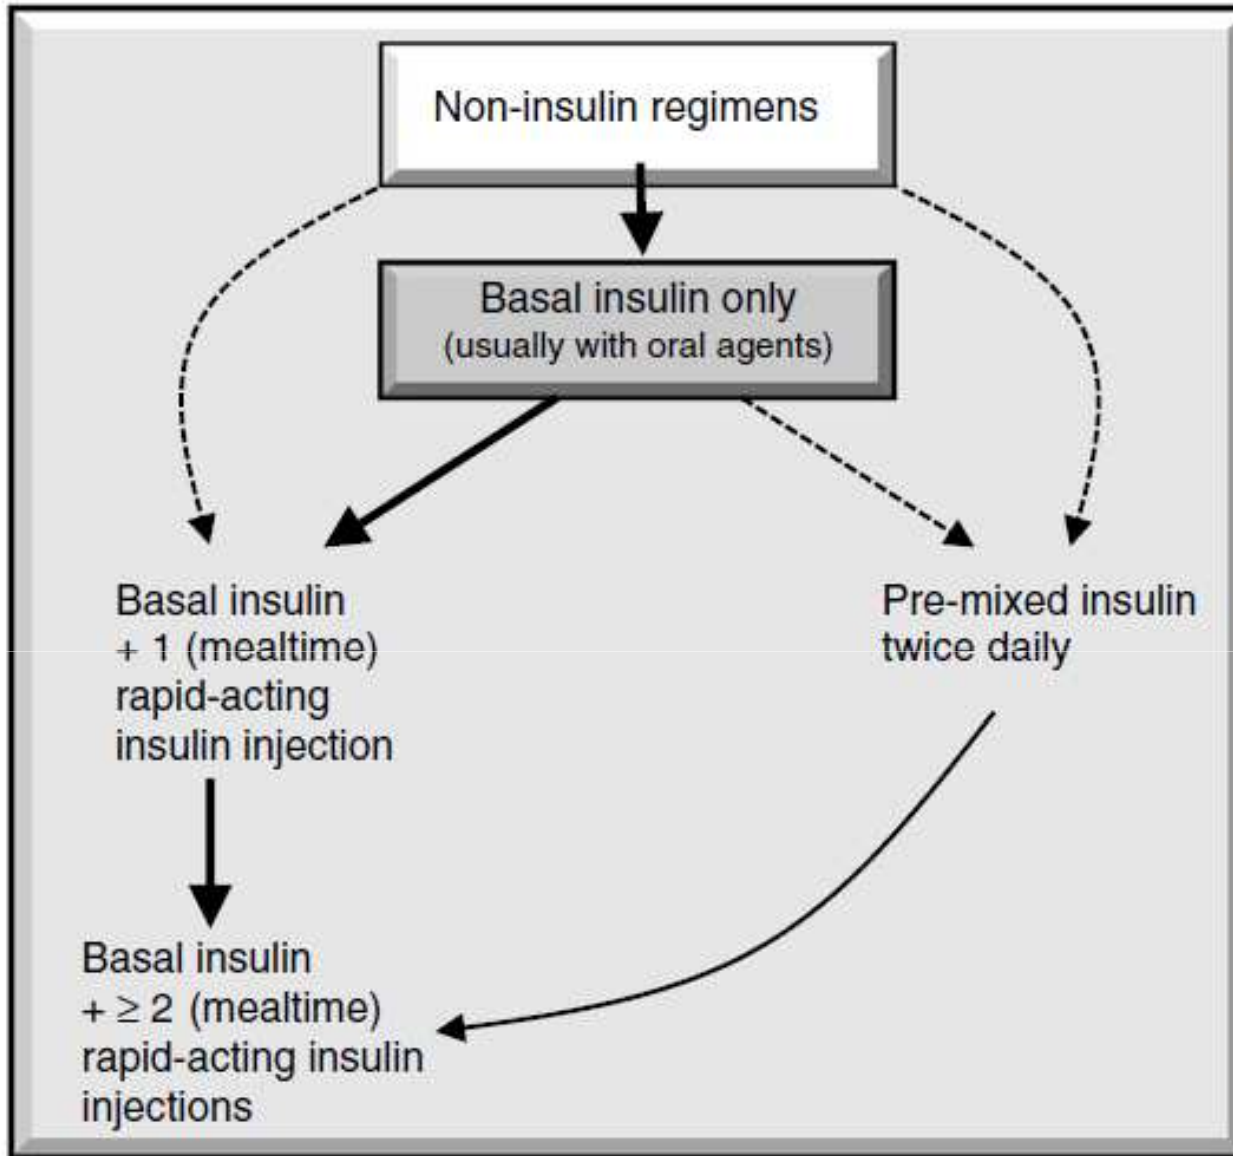 Non-insulin regimens
Basal insulin only
(usually with oral agents)
Basal insulin
+ 1 (mealtime)
rapid-acting
insulin injection
Pre-mixed insulin
twice daily
Basal insulin
+ ≥ 2 (mealtime)
rapid-acting insulin
injections